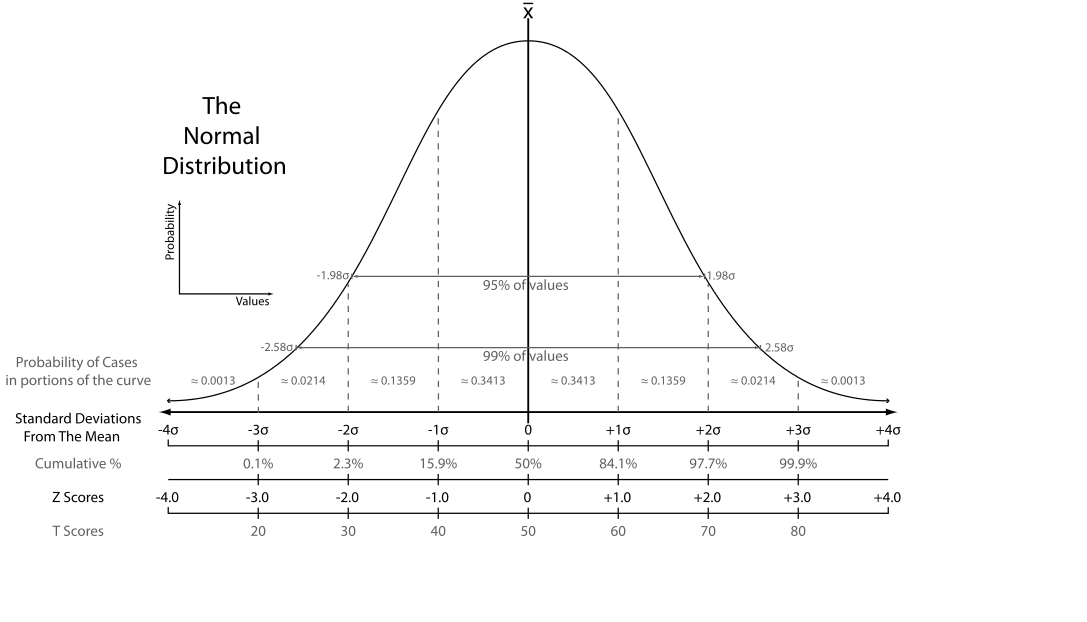 x̄
The
Normal
Distribution
Probability
Values
-1.98σ 1.98σ
95% of values
-2.58σ 2.58σ
99% of values
Probability of Cases
in portions of the curve
≈ 0.0013 ≈ 0.0214 ≈ 0.1359 ≈ 0.3413 ≈ 0.3413 ≈ 0.1359 ≈ 0.0214 ≈ 0.0013
Standard Deviations
From The Mean
-4σ -3σ -2σ -1σ 0 +1σ +2σ +3σ +4σ
Cumulative % 0.1% 2.3% 15.9% 50% 84.1% 97.7% 99.9%
Z Scores -4.0 -3.0 -2.0 -1.0 0 +1.0 +2.0 +3.0 +4.0
T Scores 20 30 40 50 60 70 80